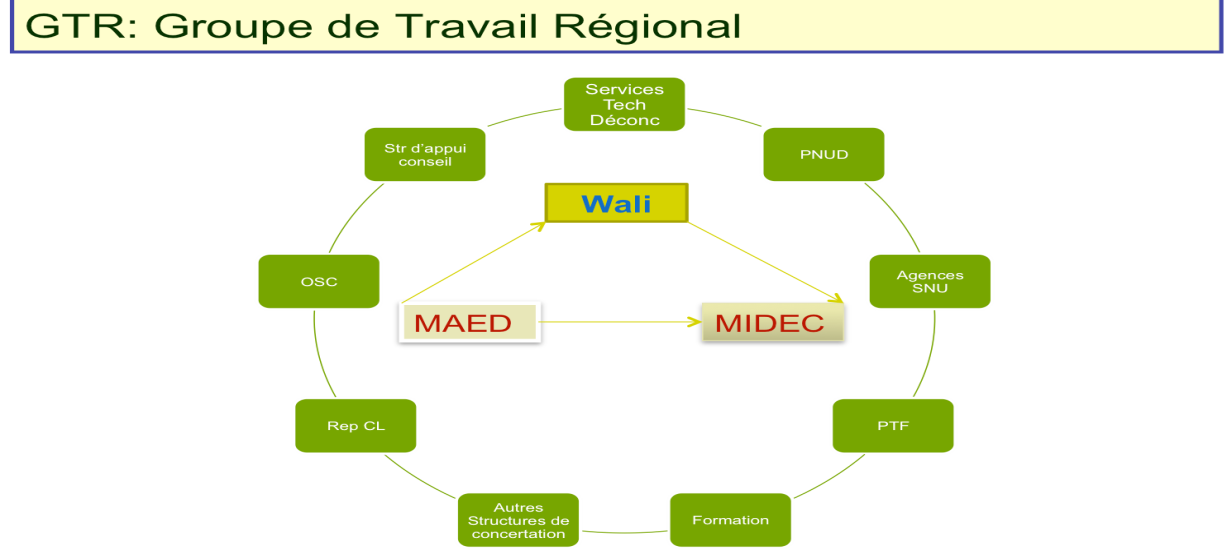 GTR: Groupe de Travail Régional
Services
Tech
Déconc
Str d'appui
conseil
PNUD
Wali
OSC
Agences
SNU
MAED
MIDEC
Rep CL
PTF
Autres
Structures de
concertation
Formation